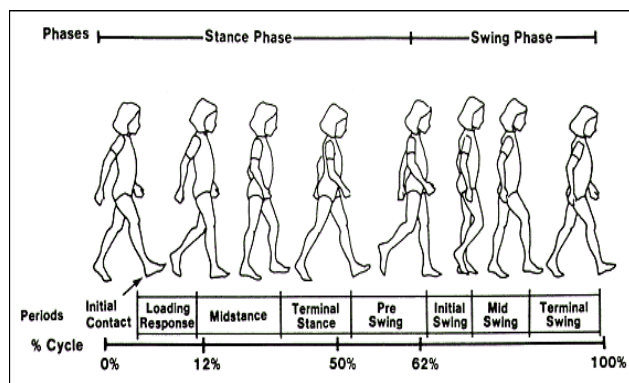 Phases Stance Phase Swing Phase
Periods Initial Contact Loading Response Midstance Terminal Stance Pre Swing Initial Swing Mid Swing Terminal Swing
% Cycle
0% 12% 50% 62% 100%